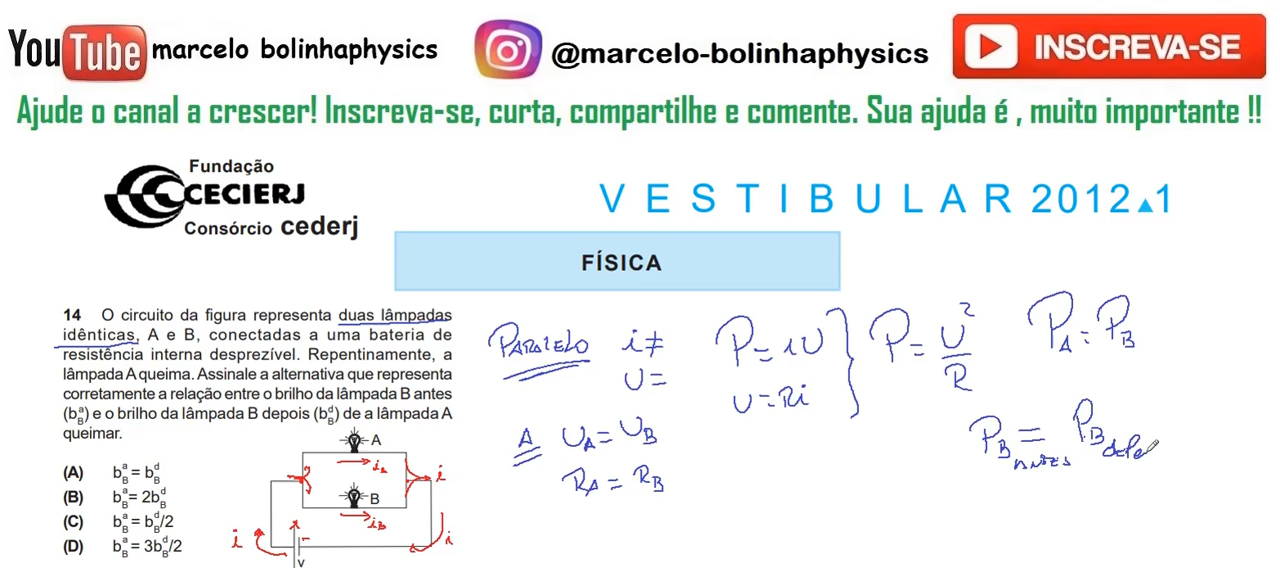 YouTube marcelo bolinhaphysics @marcelo-bolinhaphysics INSCREVA-SE
Ajude o canal a crescer! Inscreva-se, curta, compartilhe e comente. Sua ajuda é , muito importante !!
Fundação
CECIERJ
Consórcio cederj
VESTIBULAR 2012▲1
FÍSICA
14 O circuito da figura representa duas lâmpadas
idênticas, A e B, conectadas a uma bateria de
resistência interna desprezível. Repentinamente, a
lâmpada A queima. Assinale a alternativa que representa
corretamente a relação entre o brilho da lâmpada B antes
(b_B^a) e o brilho da lâmpada B depois (b_B^d) de a lâmpada A
queimar.
(A) b_B^a = b_B^d
(B) b_B^a = 2b_B^d
(C) b_B^a = b_B^d/2
(D) b_B^a = 3b_B^d/2
A
i_A
i
B
i_B
i
i
V
PARALELO i ≠
U =
P = iU
U = Ri
P = U²/R
P_A = P_B
A U_A = U_B
R_A = R_B
P_B ANTES = P_B